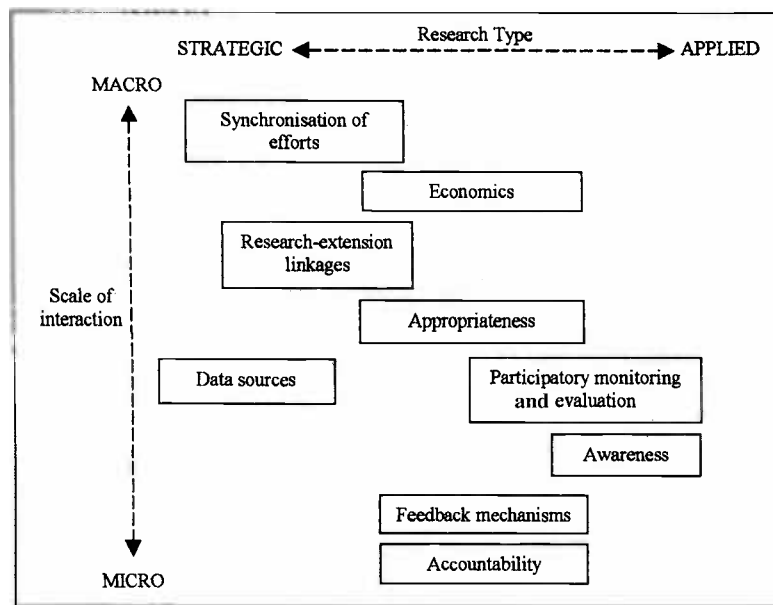 Research Type
STRATEGIC
APPLIED
MACRO
Synchronisation of
efforts
Economics
Research-extension
linkages
Scale of
interaction
Appropriateness
Data sources
Participatory monitoring
and evaluation
Awareness
Feedback mechanisms
Accountability
MICRO